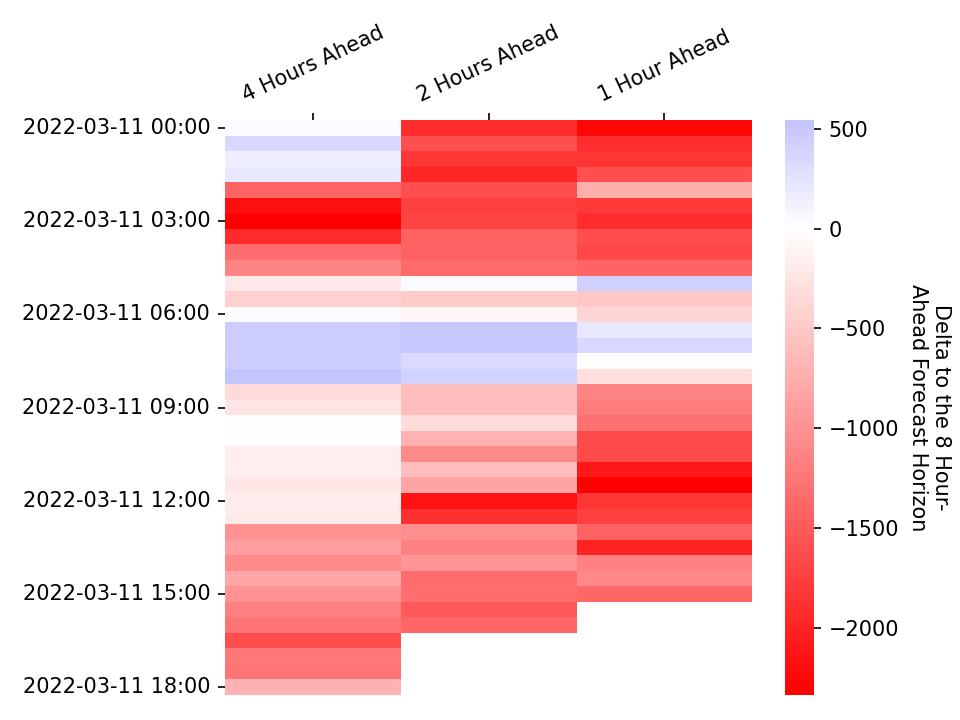 4 Hours Ahead
2 Hours Ahead
1 Hour Ahead
2022-03-11 00:00
2022-03-11 03:00
2022-03-11 06:00
2022-03-11 09:00
2022-03-11 12:00
2022-03-11 15:00
2022-03-11 18:00
500
0
−500
−1000
−1500
−2000
Delta to the 8 Hour-
Ahead Forecast Horizon